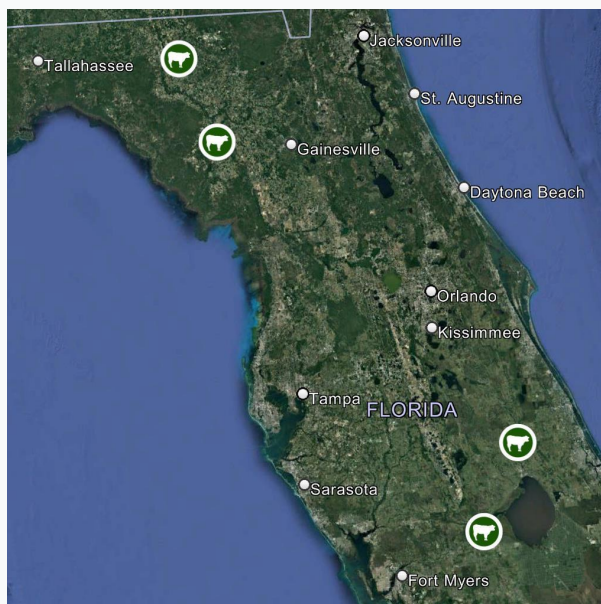 Jacksonville
Tallahassee
St. Augustine
Gainesville
Daytona Beach
Orlando
Kissimmee
Tampa
FLORIDA
Sarasota
Fort Myers